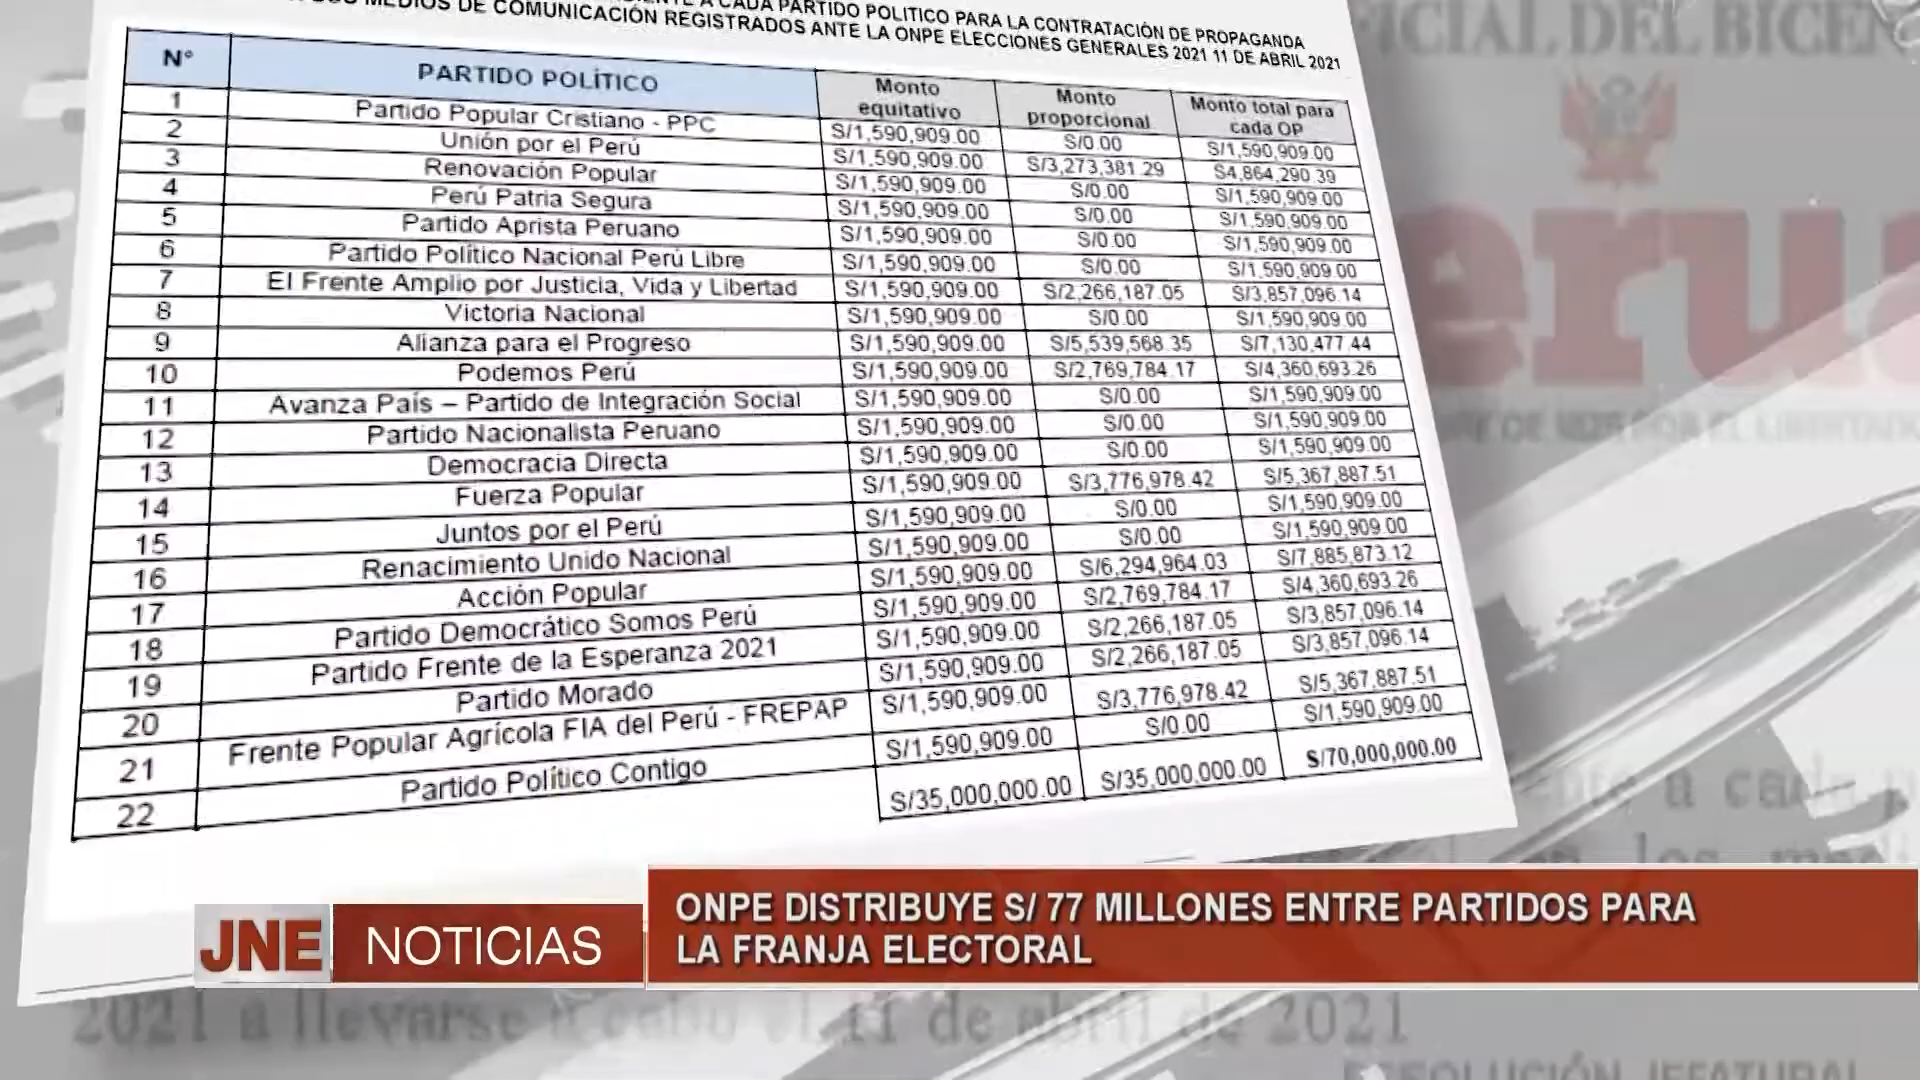 A CADA PARTIDO POLITICO PARA LA CONTRATACIÓN DE PROPAGANDA
MEDIOS DE COMUNICACIÓN REGISTRADOS ANTE LA ONPE ELECCIONES GENERALES 2021 11 DE ABRIL 2021
N° PARTIDO POLÍTICO Monto equitativo Monto proporcional Monto total para cada OP
1 Partido Popular Cristiano - PPC S/1,590,909.00 S/0.00 S/1,590,909.00
2 Unión por el Perú S/1,590,909.00 S/3,273,381.29 S4,864,290.39
3 Renovación Popular S/1,590,909.00 S/0.00 S/1,590,909.00
4 Perú Patria Segura S/1,590,909.00 S/0.00 S/1,590,909.00
5 Partido Aprista Peruano S/1,590,909.00 S/0.00 S/1,590,909.00
6 Partido Político Nacional Perú Libre S/1,590,909.00 S/0.00 S/1,590,909.00
7 El Frente Amplio por Justicia, Vida y Libertad S/1,590,909.00 S/2,266,187.05 S/3,857,096.14
8 Victoria Nacional S/1,590,909.00 S/0.00 S/1,590,909.00
9 Alianza para el Progreso S/1,590,909.00 S/5,539,568.35 S/7,130,477.44
10 Podemos Perú S/1,590,909.00 S/2,769,784.17 S/4,360,693.26
11 Avanza País – Partido de Integración Social S/1,590,909.00 S/0.00 S/1,590,909.00
12 Partido Nacionalista Peruano S/1,590,909.00 S/0.00 S/1,590,909.00
13 Democracia Directa S/1,590,909.00 S/0.00 S/1,590,909.00
14 Fuerza Popular S/1,590,909.00 S/3,776,978.42 S/5,367,887.51
15 Juntos por el Perú S/1,590,909.00 S/0.00 S/1,590,909.00
16 Renacimiento Unido Nacional S/1,590,909.00 S/0.00 S/1,590,909.00
17 Acción Popular S/1,590,909.00 S/6,294,964.03 S/7,885,873.12
18 Partido Democrático Somos Perú S/1,590,909.00 S/2,769,784.17 S/4,360,693.26
19 Partido Frente de la Esperanza 2021 S/1,590,909.00 S/2,266,187.05 S/3,857,096.14
20 Partido Morado S/1,590,909.00 S/2,266,187.05 S/3,857,096.14
21 Frente Popular Agrícola FIA del Perú - FREPAP S/1,590,909.00 S/3,776,978.42 S/5,367,887.51
22 Partido Político Contigo S/1,590,909.00 S/0.00 S/1,590,909.00
S/35,000,000.00 S/35,000,000.00 S/70,000,000.00
DEL BICEN
erua
a cada p
JNE NOTICIAS
ONPE DISTRIBUYE S/ 77 MILLONES ENTRE PARTIDOS PARA
LA FRANJA ELECTORAL
2021 a llevarse a cabo el 11 de abril de 2021
RESOLUCIÓN JEFATURAL